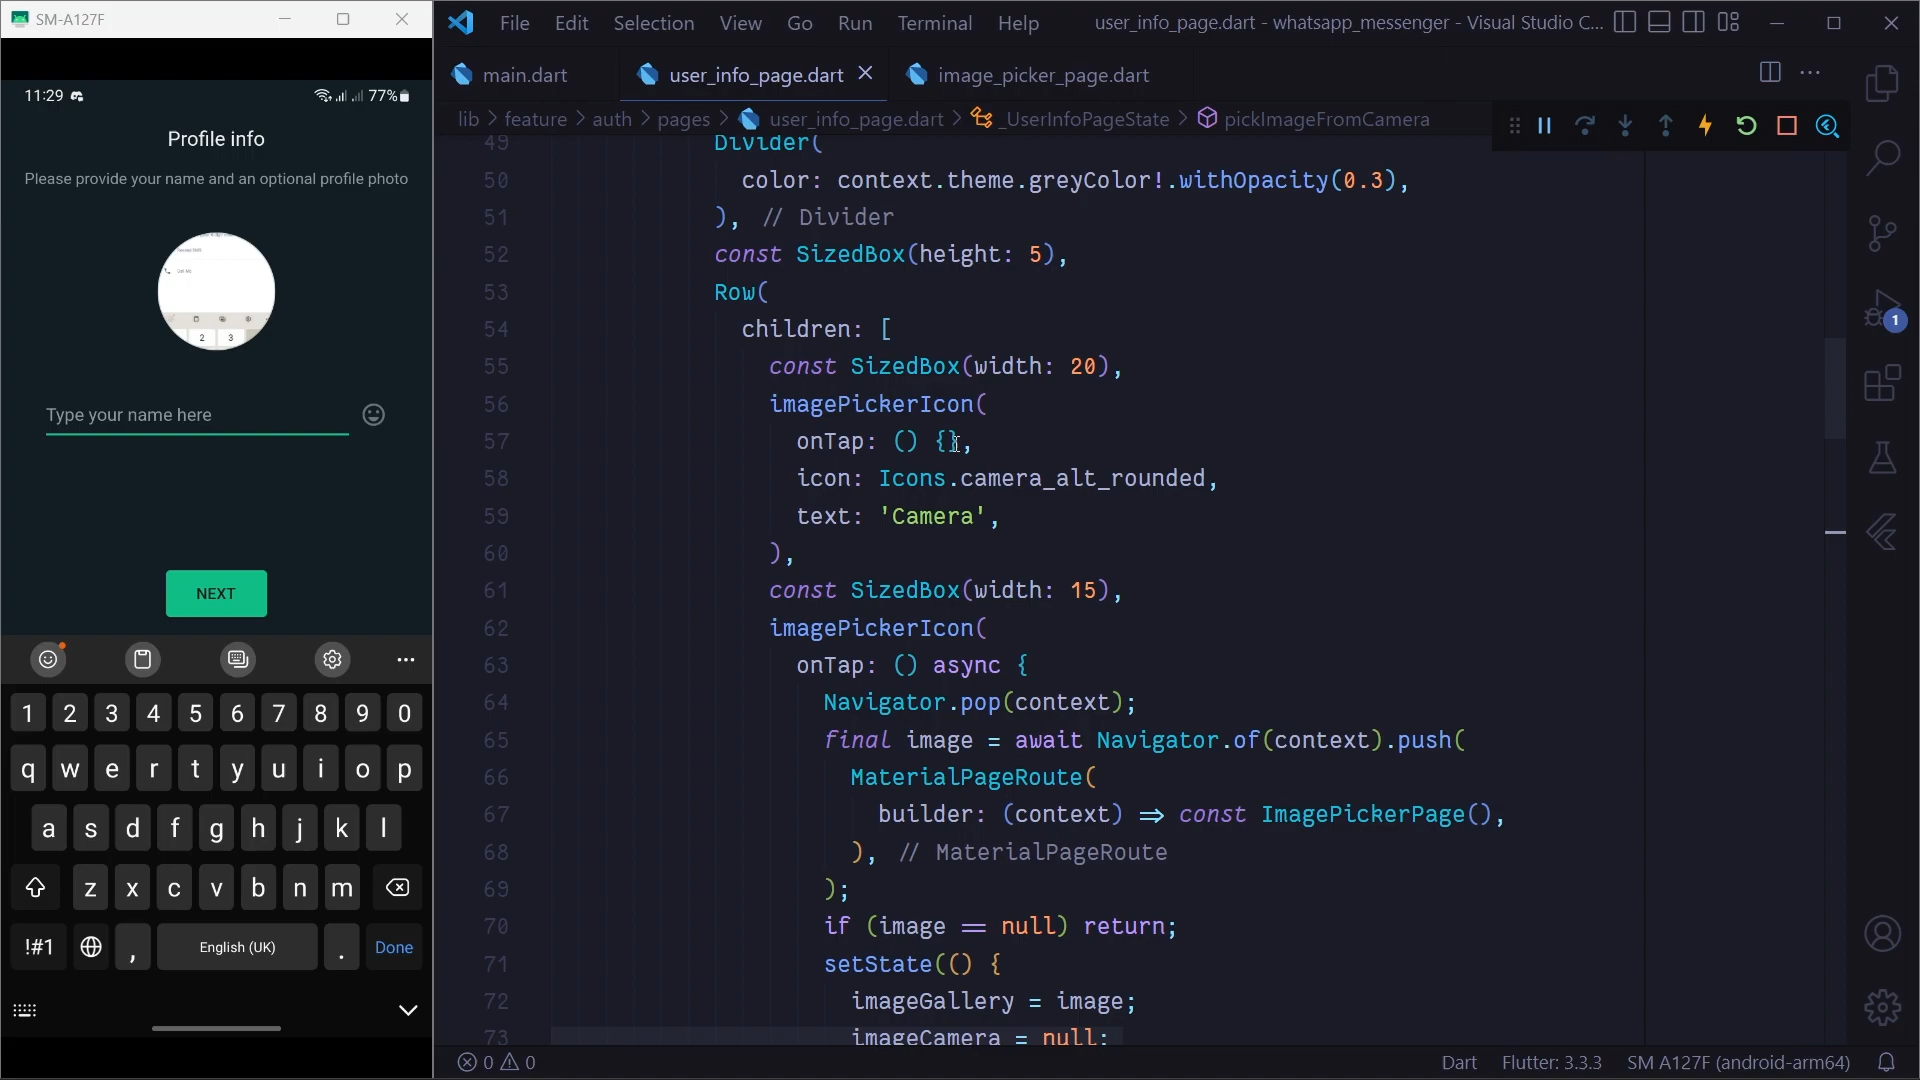 SM-A127F
11:29
77%
Profile info
Please provide your name and an optional profile photo
Call Me
2 3
Type your name here
NEXT
1 2 3 4 5 6 7 8 9 0
q w e r t y u i o p
a s d f g h j k l
z x c v b n m
!#1 , English (UK) . Done
File Edit Selection View Go Run Terminal Help
user_info_page.dart - whatsapp_messenger - Visual Studio C...
main.dart user_info_page.dart image_picker_page.dart
lib > feature > auth > pages > user_info_page.dart > _UserInfoPageState > pickImageFromCamera
49 Divider(
50 color: context.theme.greyColor!.withOpacity(0.3),
51 ), // Divider
52 const SizedBox(height: 5),
53 Row(
54 children: [
55 const SizedBox(width: 20),
56 imagePickerIcon(
57 onTap: () {},
58 icon: Icons.camera_alt_rounded,
59 text: 'Camera',
60 ),
61 const SizedBox(width: 15),
62 imagePickerIcon(
63 onTap: () async {
64 Navigator.pop(context);
65 final image = await Navigator.of(context).push(
66 MaterialPageRoute(
67 builder: (context) => const ImagePickerPage(),
68 ), // MaterialPageRoute
69 );
70 if (image == null) return;
71 setState(() {
72 imageGallery = image;
73 imageCamera = null;
1
0 0
Dart Flutter: 3.3.3 SM A127F (android-arm64)